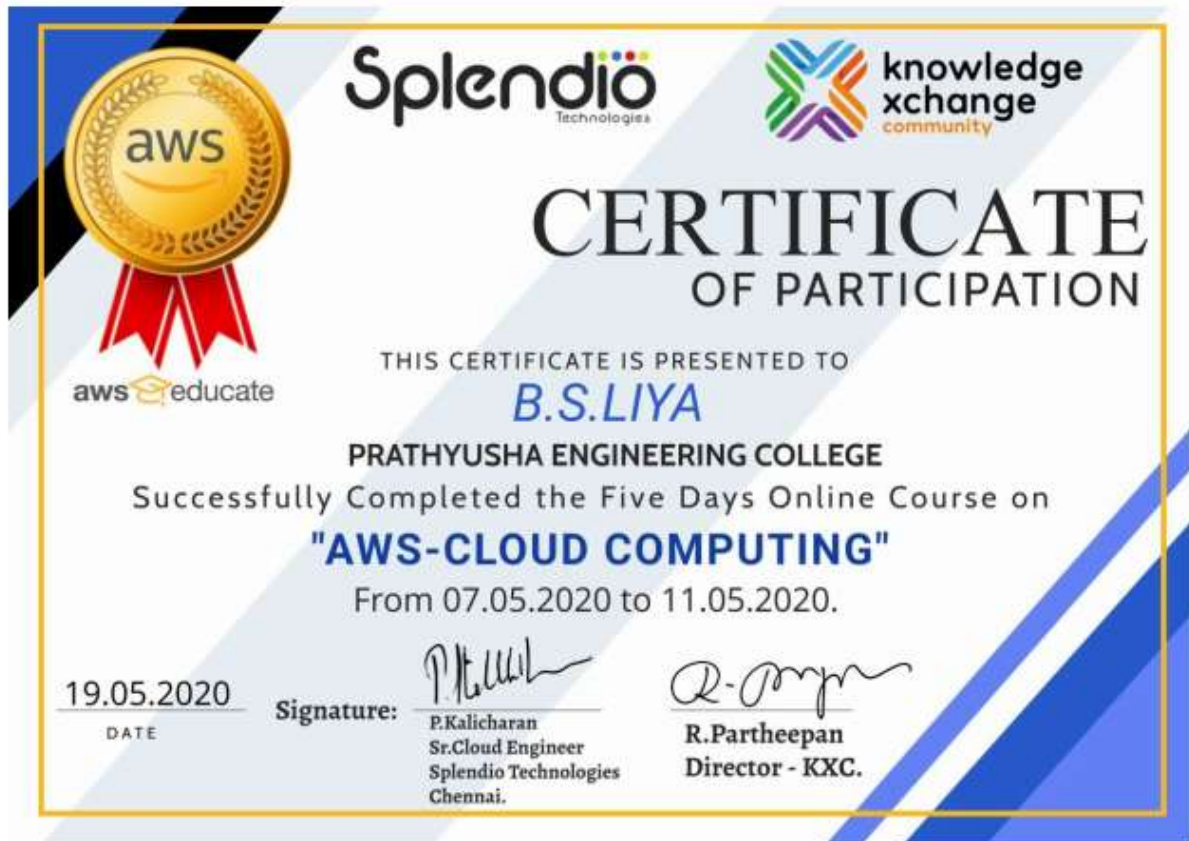 aws
Splendio
Technologies
knowledge
xchange
community
CERTIFICATE
OF PARTICIPATION
aws educate
THIS CERTIFICATE IS PRESENTED TO
B.S.LIYA
PRATHYUSHA ENGINEERING COLLEGE
Successfully Completed the Five Days Online Course on
"AWS-CLOUD COMPUTING"
From 07.05.2020 to 11.05.2020.
19.05.2020
DATE
Signature:
P.Kalicharan
Sr.Cloud Engineer
Splendio Technologies
Chennai.
R.Partheepan
Director - KXC.